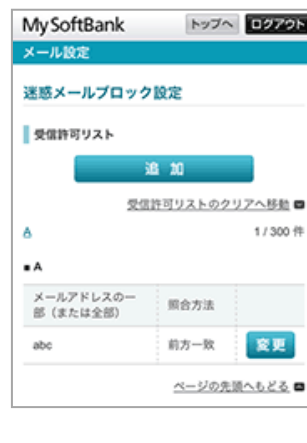 My SoftBank トップへ ログアウト
メール設定
迷惑メールブロック設定
受信許可リスト
追 加
受信許可リストのクリアへ移動
A 1 / 300 件
■ A
メールアドレスの一
部（または全部） 照合方法
abc 前方一致 変更
ページの先頭へもどる